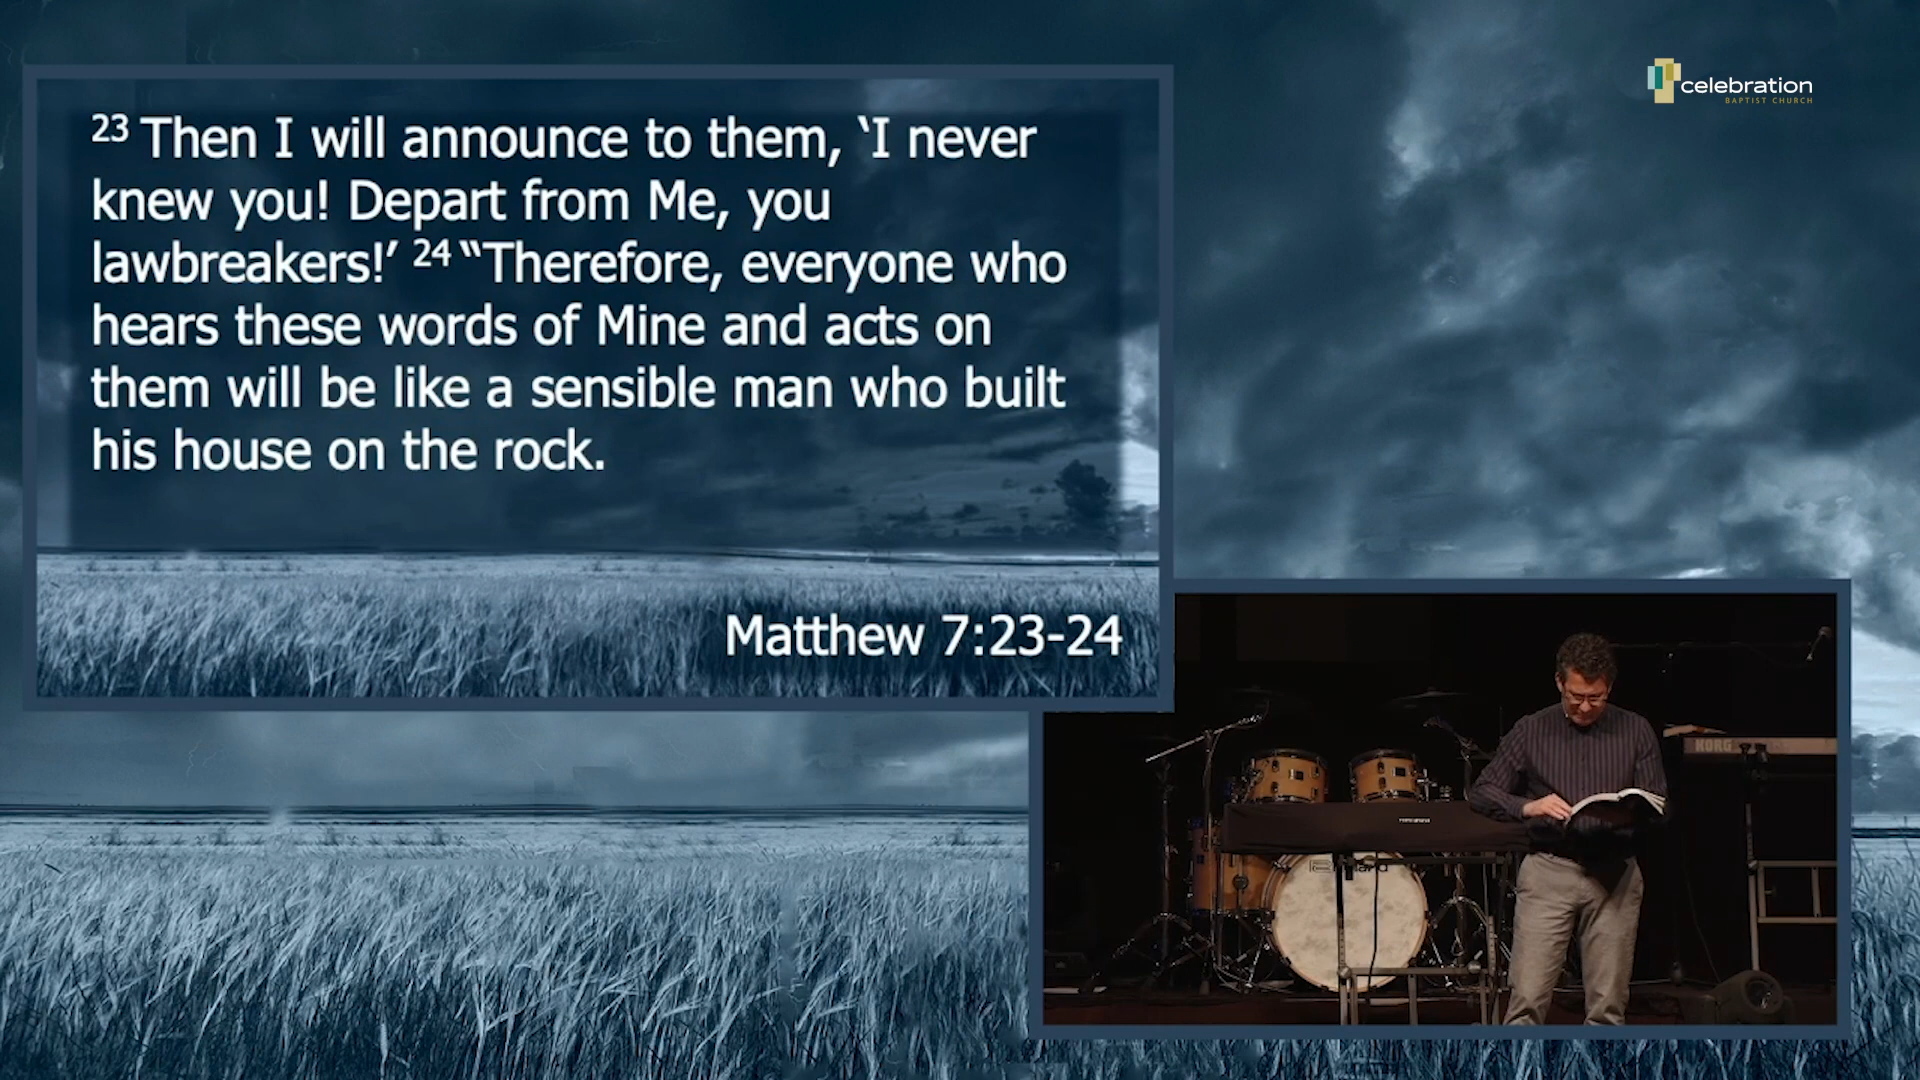 celebration
BAPTIST CHURCH
23 Then I will announce to them, ‘I never
knew you! Depart from Me, you
lawbreakers!’ 24 “Therefore, everyone who
hears these words of Mine and acts on
them will be like a sensible man who built
his house on the rock.
Matthew 7:23-24
KORG